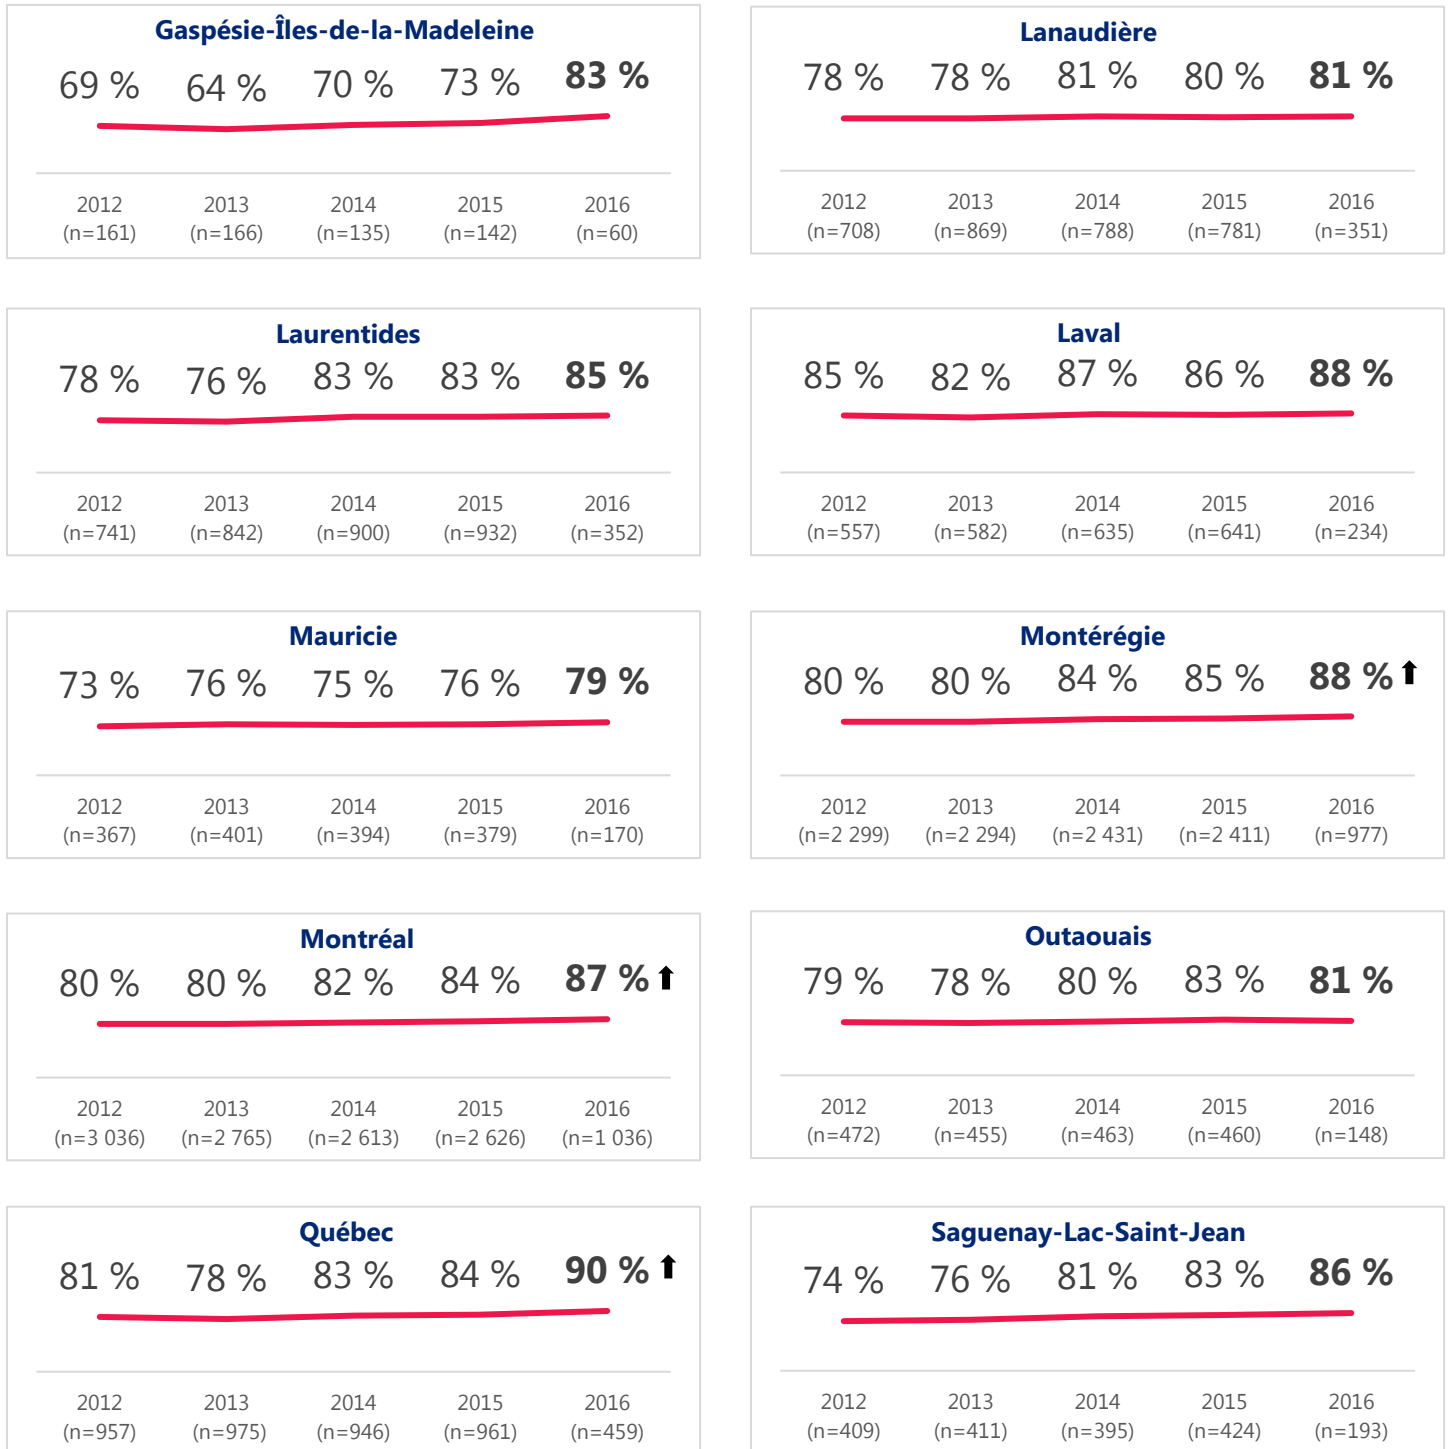 Gaspésie-Îles-de-la-Madeleine
69 % 64 % 70 % 73 % 83 %
2012 2013 2014 2015 2016
(n=161) (n=166) (n=135) (n=142) (n=60)
Lanaudière
78 % 78 % 81 % 80 % 81 %
2012 2013 2014 2015 2016
(n=708) (n=869) (n=788) (n=781) (n=351)
Laurentides
78 % 76 % 83 % 83 % 85 %
2012 2013 2014 2015 2016
(n=741) (n=842) (n=900) (n=932) (n=352)
Laval
85 % 82 % 87 % 86 % 88 %
2012 2013 2014 2015 2016
(n=557) (n=582) (n=635) (n=641) (n=234)
Mauricie
73 % 76 % 75 % 76 % 79 %
2012 2013 2014 2015 2016
(n=367) (n=401) (n=394) (n=379) (n=170)
Montérégie
80 % 80 % 84 % 85 % 88 %
2012 2013 2014 2015 2016
(n=2 299) (n=2 294) (n=2 431) (n=2 411) (n=977)
Montréal
80 % 80 % 82 % 84 % 87 %
2012 2013 2014 2015 2016
(n=3 036) (n=2 765) (n=2 613) (n=2 626) (n=1 036)
Outaouais
79 % 78 % 80 % 83 % 81 %
2012 2013 2014 2015 2016
(n=472) (n=455) (n=463) (n=460) (n=148)
Québec
81 % 78 % 83 % 84 % 90 %
2012 2013 2014 2015 2016
(n=957) (n=975) (n=946) (n=961) (n=459)
Saguenay-Lac-Saint-Jean
74 % 76 % 81 % 83 % 86 %
2012 2013 2014 2015 2016
(n=409) (n=411) (n=395) (n=424) (n=193)